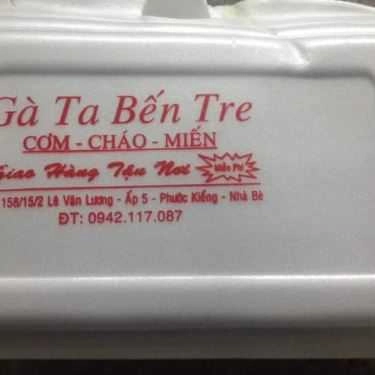 Gà Ta Bến Tre
CƠM - CHÁO - MIẾN
Giao Hàng Tận Nơi Miễn Phí
158/15/2 Lê Văn Lương - Ấp 5 - Phước Kiểng - Nhà Bè
ĐT: 0942.117.087